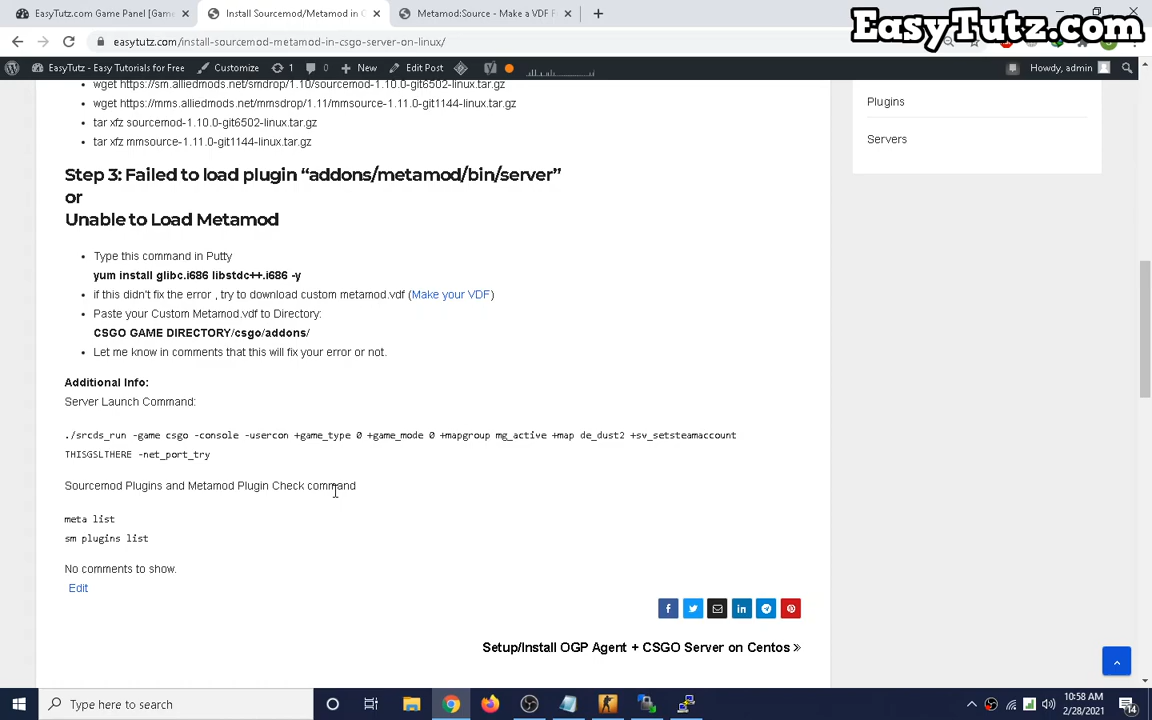 EasyTutz.com Game Panel [Game
Install Sourcemod/Metamod in C
Metamod:Source - Make a VDF F
EasyTutz.com
easytutz.com/install-sourcemod-metamod-in-csgo-server-on-linux/
EasyTutz - Easy Tutorials for Free
Customize
1
0
New
Edit Post
Howdy, admin
wget https://sm.alliedmods.net/smdrop/1.10/sourcemod-1.10.0-git6502-linux.tar.gz
wget https://mms.alliedmods.net/mmsdrop/1.11/mmsource-1.11.0-git1144-linux.tar.gz
tar xfz sourcemod-1.10.0-git6502-linux.tar.gz
tar xfz mmsource-1.11.0-git1144-linux.tar.gz
Plugins
Servers
Step 3: Failed to load plugin “addons/metamod/bin/server”
or
Unable to Load Metamod
Type this command in Putty
yum install glibc.i686 libstdc++.i686 -y
if this didn't fix the error , try to download custom metamod.vdf (Make your VDF)
Paste your Custom Metamod.vdf to Directory:
CSGO GAME DIRECTORY/csgo/addons/
Let me know in comments that this will fix your error or not.
Additional Info:
Server Launch Command:
./srcds_run -game csgo -console -usercon +game_type 0 +game_mode 0 +mapgroup mg_active +map de_dust2 +sv_setsteamaccount
THISGSLTHERE -net_port_try
Sourcemod Plugins and Metamod Plugin Check command
meta list
sm plugins list
No comments to show.
Edit
Setup/Install OGP Agent + CSGO Server on Centos »
Type here to search
10:58 AM
2/28/2021
14